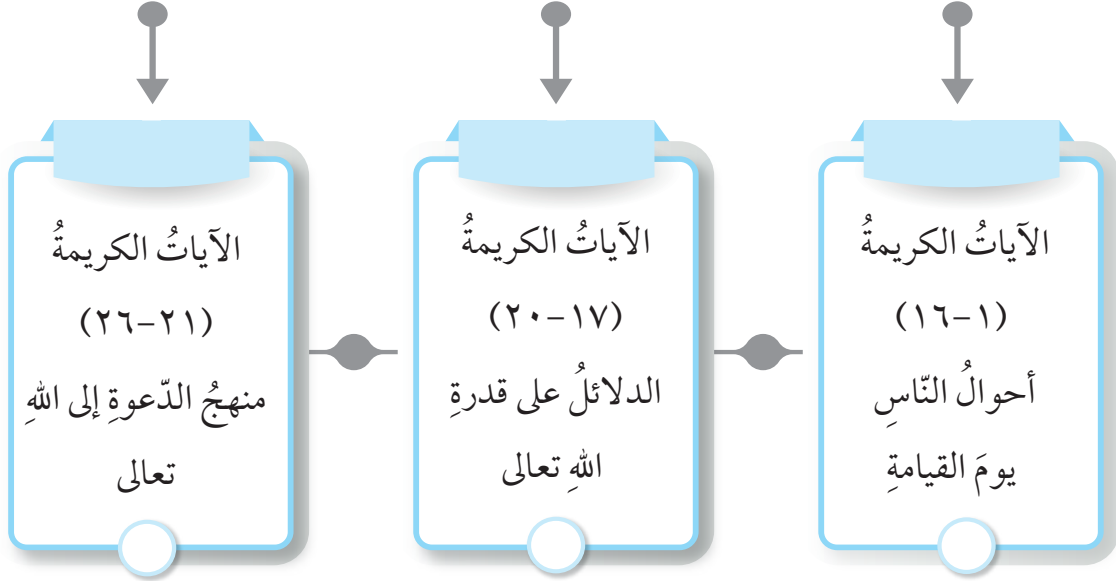 الآياتُ الكريمةُ
(١-١٦)
أحوالُ النّاسِ
يومَ القيامةِ
الآياتُ الكريمةُ
(١٧-٢٠)
الدلائلُ على قدرةِ
اللهِ تعالى
الآياتُ الكريمةُ
(٢١-٢٦)
منهجُ الدّعوةِ إلى اللهِ
تعالى